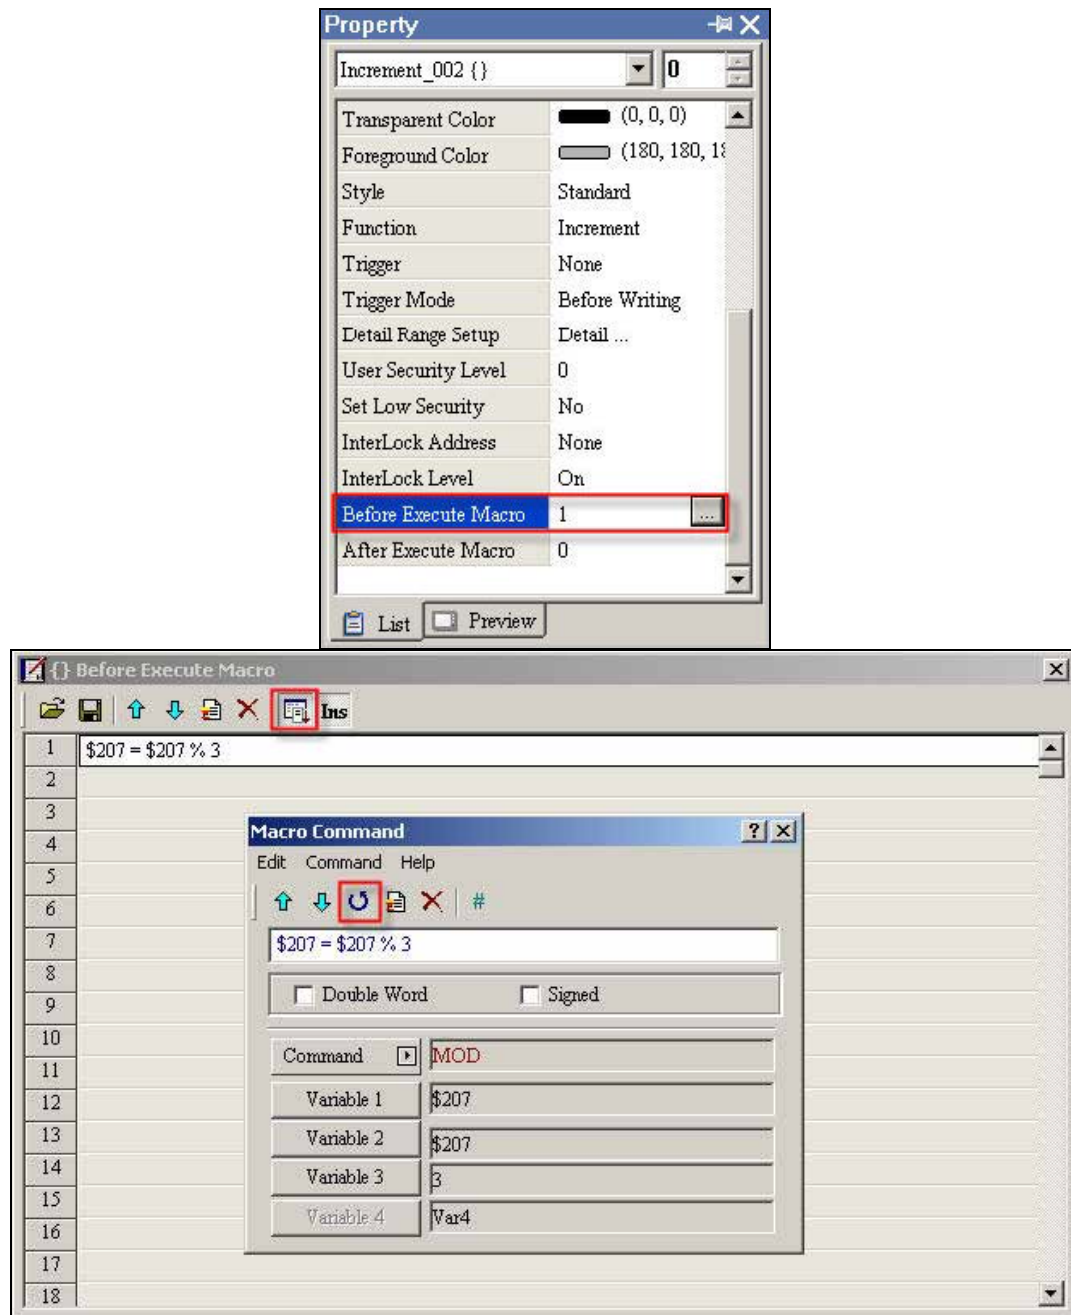 Property
Increment_002 {} 0
Transparent Color (0, 0, 0)
Foreground Color (180, 180, 18
Style Standard
Function Increment
Trigger None
Trigger Mode Before Writing
Detail Range Setup Detail ...
User Security Level 0
Set Low Security No
InterLock Address None
InterLock Level On
Before Execute Macro 1 ...
After Execute Macro 0
List Preview
{} Before Execute Macro
Ins
1 $207 = $207 % 3
2
3
Macro Command
4
Edit Command Help
5
6 #
7 $207 = $207 % 3
8
Double Word Signed
9
10
Command MOD
11
12 Variable 1 $207
13 Variable 2 $207
14
Variable 3 3
15
Variable 4 Var4
16
17
18